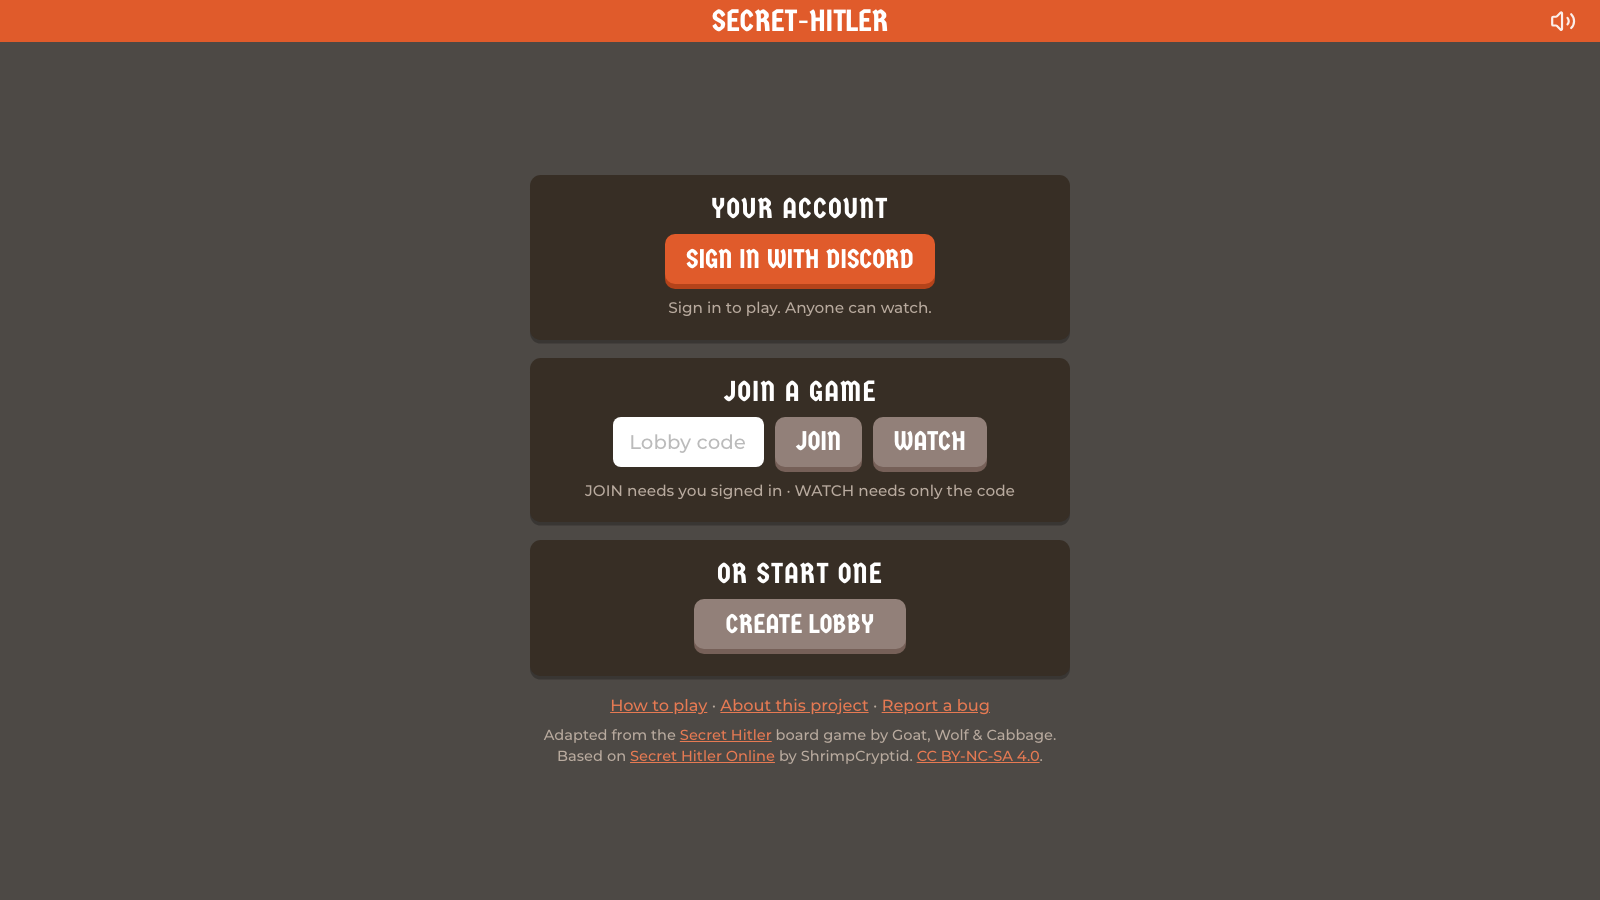 SECRET-HITLER
YOUR ACCOUNT
SIGN IN WITH DISCORD
Sign in to play. Anyone can watch.
JOIN A GAME
Lobby code
JOIN
WATCH
JOIN needs you signed in · WATCH needs only the code
OR START ONE
CREATE LOBBY
How to play · About this project · Report a bug
Adapted from the Secret Hitler board game by Goat, Wolf & Cabbage.
Based on Secret Hitler Online by ShrimpCryptid. CC BY-NC-SA 4.0.